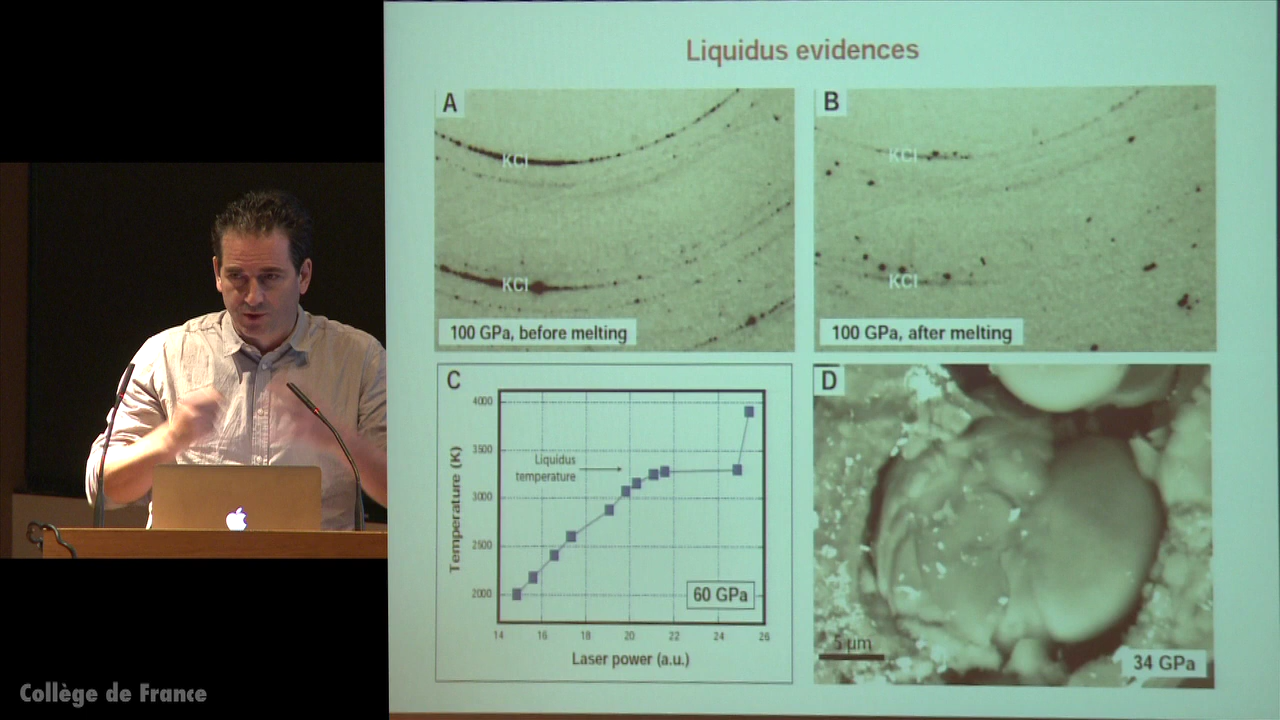 Liquidus evidences
A
KCl
KCl
100 GPa, before melting
B
KCl
KCl
100 GPa, after melting
C
4000
3500
3000
2500
2000
Temperature (K)
Liquidus
temperature
60 GPa
14 16 18 20 22 24 26
Laser power (a.u.)
D
5 µm
34 GPa
Collège de France